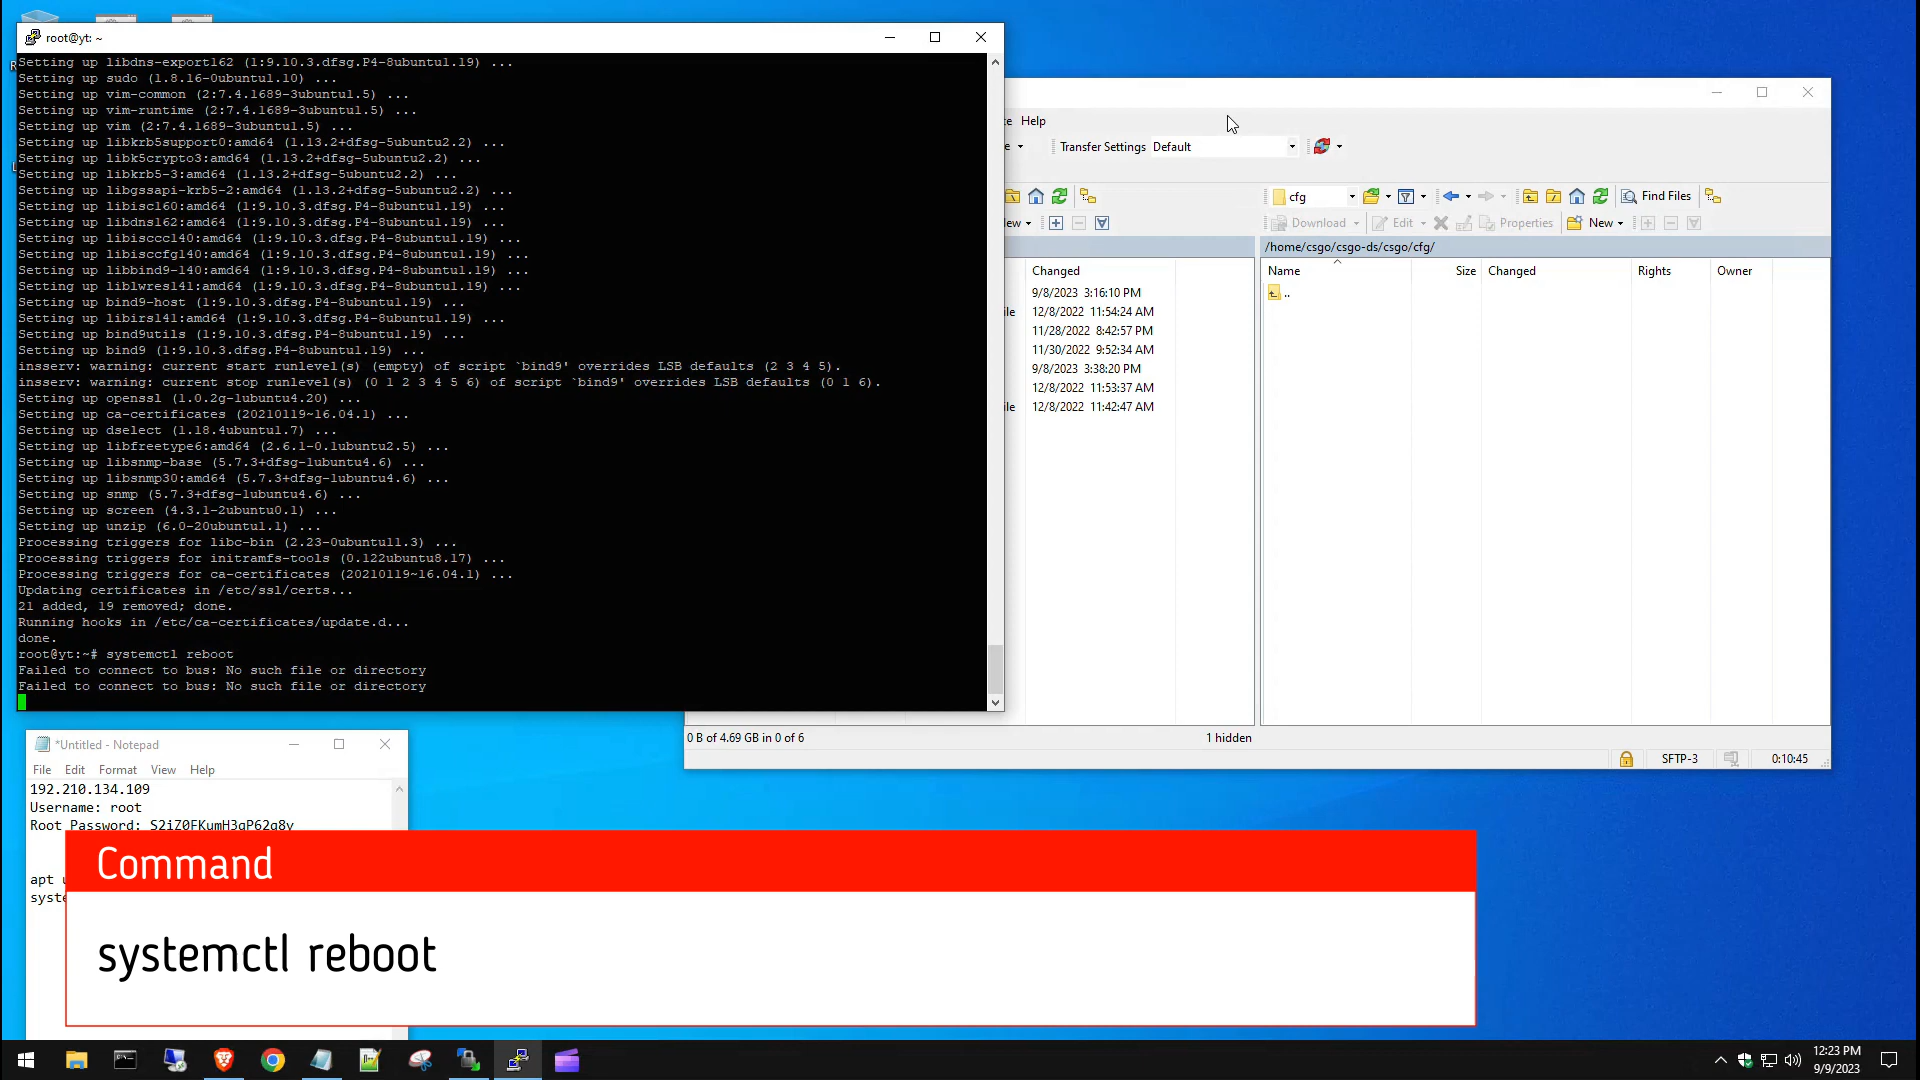 root@yt: ~
Setting up libdns-export162 (1:9.10.3.dfsg.P4-8ubuntu1.19) ...
Setting up sudo (1.8.16-0ubuntu1.10) ...
Setting up vim-common (2:7.4.1689-3ubuntu1.5) ...
Setting up vim-runtime (2:7.4.1689-3ubuntu1.5) ...
Setting up vim (2:7.4.1689-3ubuntu1.5) ...
Setting up libkrb5support0:amd64 (1.13.2+dfsg-5ubuntu2.2) ...
Setting up libk5crypto3:amd64 (1.13.2+dfsg-5ubuntu2.2) ...
Setting up libkrb5-3:amd64 (1.13.2+dfsg-5ubuntu2.2) ...
Setting up libgssapi-krb5-2:amd64 (1.13.2+dfsg-5ubuntu2.2) ...
Setting up libisc160:amd64 (1:9.10.3.dfsg.P4-8ubuntu1.19) ...
Setting up libdns162:amd64 (1:9.10.3.dfsg.P4-8ubuntu1.19) ...
Setting up libisccc140:amd64 (1:9.10.3.dfsg.P4-8ubuntu1.19) ...
Setting up libisccfg140:amd64 (1:9.10.3.dfsg.P4-8ubuntu1.19) ...
Setting up libbind9-140:amd64 (1:9.10.3.dfsg.P4-8ubuntu1.19) ...
Setting up liblwres141:amd64 (1:9.10.3.dfsg.P4-8ubuntu1.19) ...
Setting up bind9-host (1:9.10.3.dfsg.P4-8ubuntu1.19) ...
Setting up libirs141:amd64 (1:9.10.3.dfsg.P4-8ubuntu1.19) ...
Setting up bind9utils (1:9.10.3.dfsg.P4-8ubuntu1.19) ...
Setting up bind9 (1:9.10.3.dfsg.P4-8ubuntu1.19) ...
insserv: warning: current start runlevel(s) (empty) of script `bind9' overrides LSB defaults (2 3 4 5).
insserv: warning: current stop runlevel(s) (0 1 2 3 4 5 6) of script `bind9' overrides LSB defaults (0 1 6).
Setting up openssl (1.0.2g-1ubuntu4.20) ...
Setting up ca-certificates (20210119~16.04.1) ...
Setting up dselect (1.18.4ubuntu1.7) ...
Setting up libfreetype6:amd64 (2.6.1-0.1ubuntu2.5) ...
Setting up libsnmp-base (5.7.3+dfsg-1ubuntu4.6) ...
Setting up libsnmp30:amd64 (5.7.3+dfsg-1ubuntu4.6) ...
Setting up snmp (5.7.3+dfsg-1ubuntu4.6) ...
Setting up screen (4.3.1-2ubuntu0.1) ...
Setting up unzip (6.0-20ubuntu1.1) ...
Processing triggers for libc-bin (2.23-0ubuntu11.3) ...
Processing triggers for initramfs-tools (0.122ubuntu8.17) ...
Processing triggers for ca-certificates (20210119~16.04.1) ...
Updating certificates in /etc/ssl/certs...
21 added, 19 removed; done.
Running hooks in /etc/ca-certificates/update.d...
done.
root@yt:~# systemctl reboot
Failed to connect to bus: No such file or directory
Failed to connect to bus: No such file or directory
Help
Transfer Settings Default
cfg Find Files
Download Edit Properties New
/home/csgo/csgo-ds/csgo/cfg/
Changed
9/8/2023 3:16:10 PM
12/8/2022 11:54:24 AM
11/28/2022 8:42:57 PM
11/30/2022 9:52:34 AM
9/8/2023 3:38:20 PM
12/8/2022 11:53:37 AM
12/8/2022 11:42:47 AM
Name Size Changed Rights Owner
..
0 B of 4.69 GB in 0 of 6
1 hidden
SFTP-3 0:10:45
*Untitled - Notepad
File Edit Format View Help
192.210.134.109
Username: root
Root Password:
apt
syste
Command
systemctl reboot
12:23 PM
9/9/2023